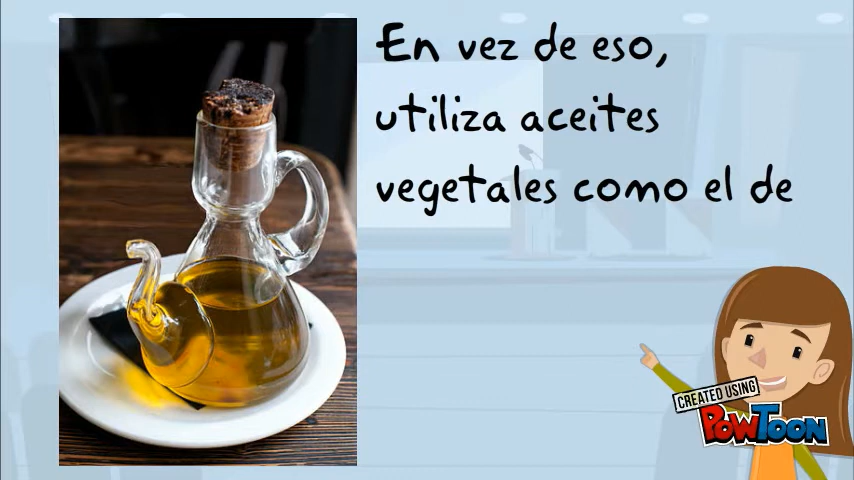 En vez de eso,
utiliza aceites
vegetales como el de
CREATED USING
POWTOON